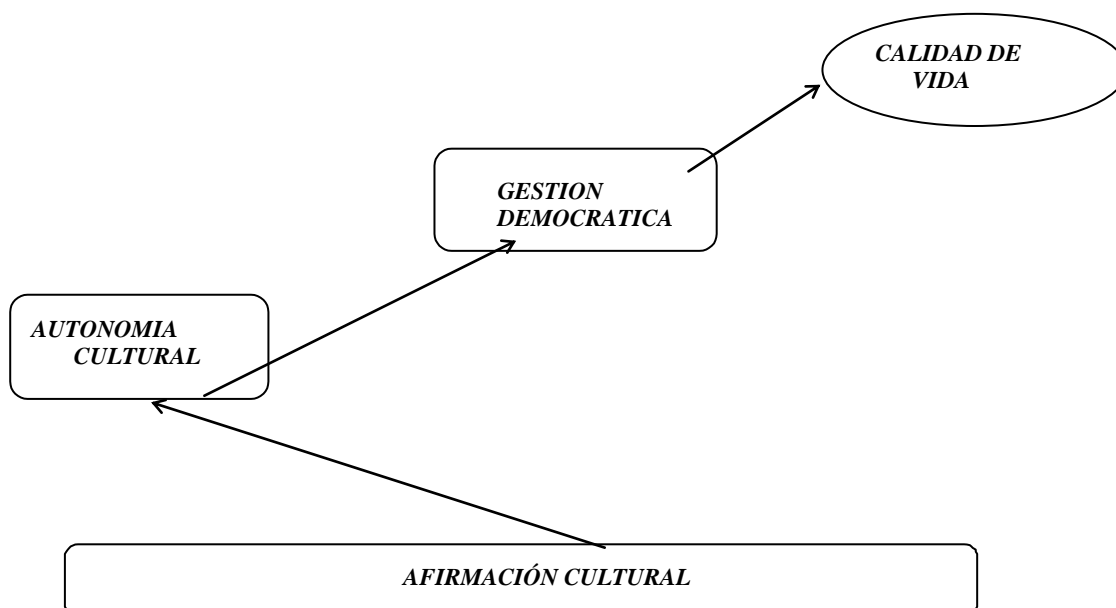 CALIDAD DE
VIDA
GESTION
DEMOCRATICA
AUTONOMIA
CULTURAL
AFIRMACIÓN CULTURAL